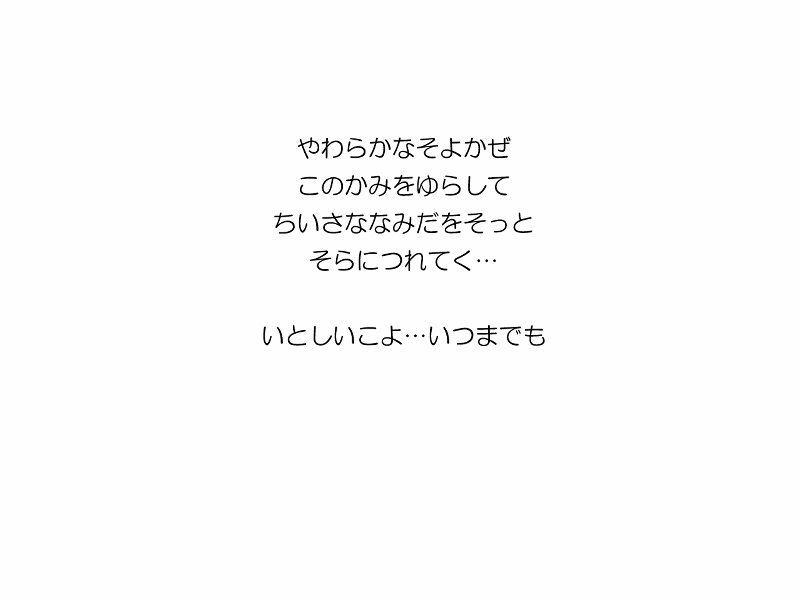 やわらかなそよかぜ
このかみをゆらして
ちいさななみだをそっと
そらにつれてく…
いとしいこよ…いつまでも